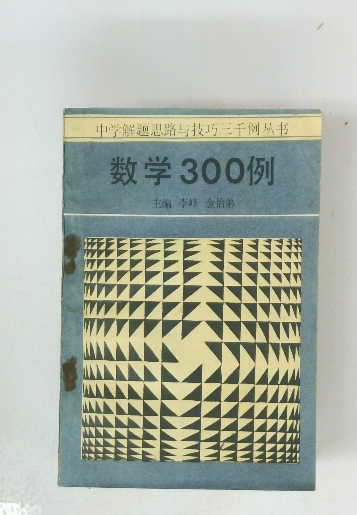 中学解题思路与技巧三千例丛书
数学300例
主编 李峰 金怡弟